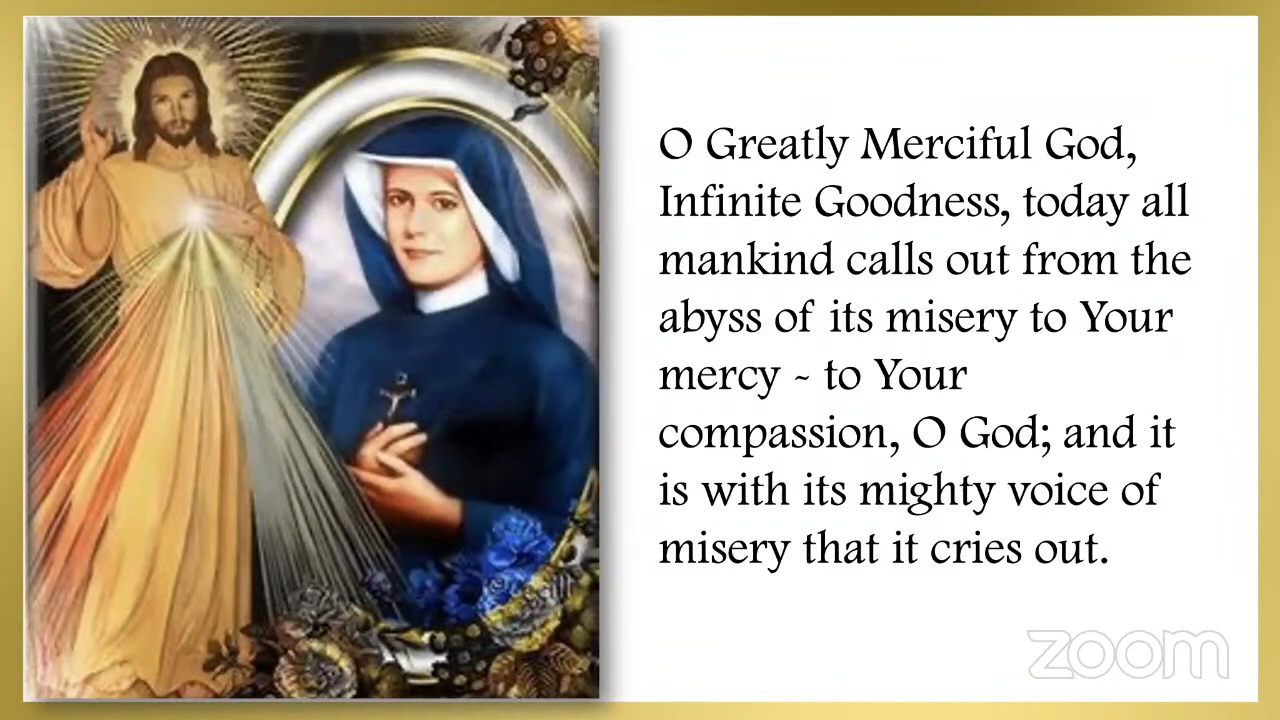 O Greatly Merciful God,
Infinite Goodness, today all
mankind calls out from the
abyss of its misery to Your
mercy - to Your
compassion, O God; and it
is with its mighty voice of
misery that it cries out.
zoom